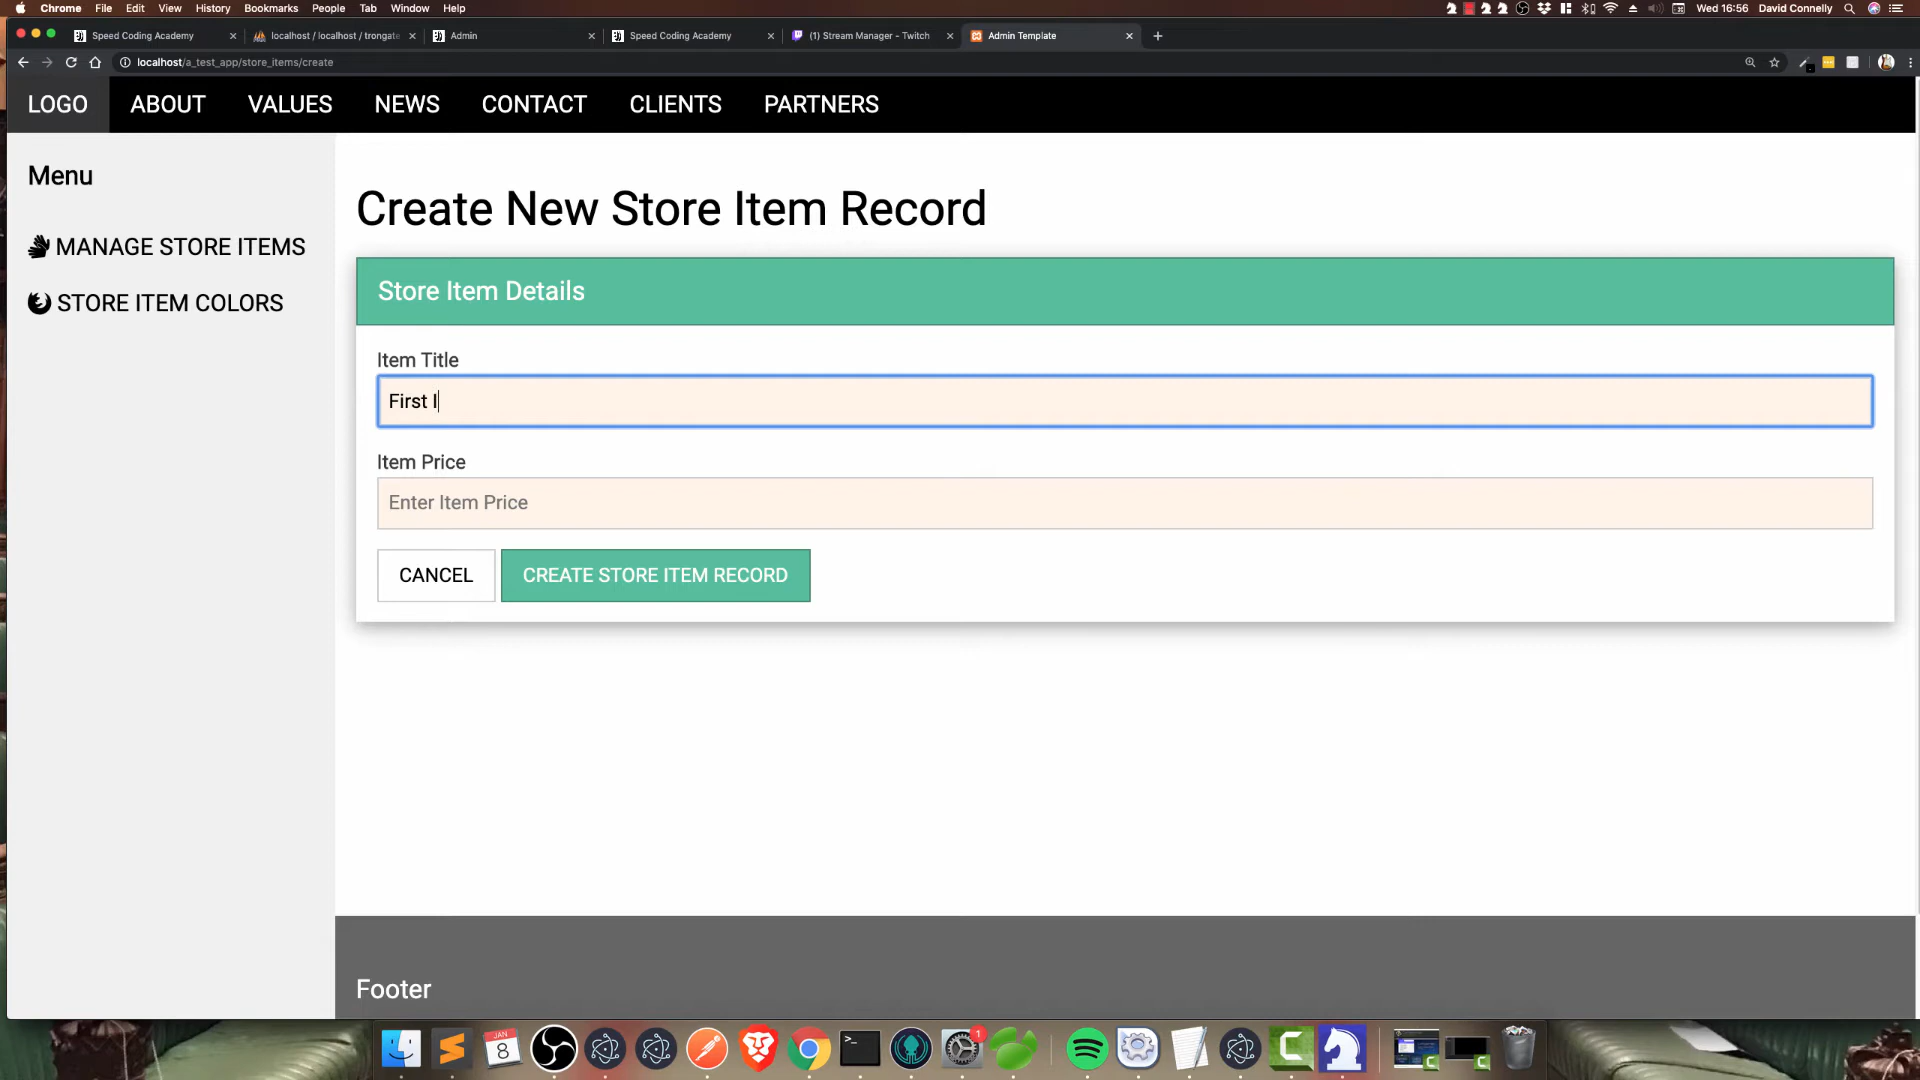 Chrome File Edit View History Bookmarks People Tab Window Help Wed 16:56 David Connelly
Speed Coding Academy localhost / localhost / trongate Admin Speed Coding Academy (1) Stream Manager - Twitch Admin Template
localhost/a_test_app/store_items/create
LOGO ABOUT VALUES NEWS CONTACT CLIENTS PARTNERS
Menu
MANAGE STORE ITEMS
STORE ITEM COLORS
Create New Store Item Record
Store Item Details
Item Title
First I
Item Price
Enter Item Price
CANCEL CREATE STORE ITEM RECORD
Footer
JAN
8
>_
1